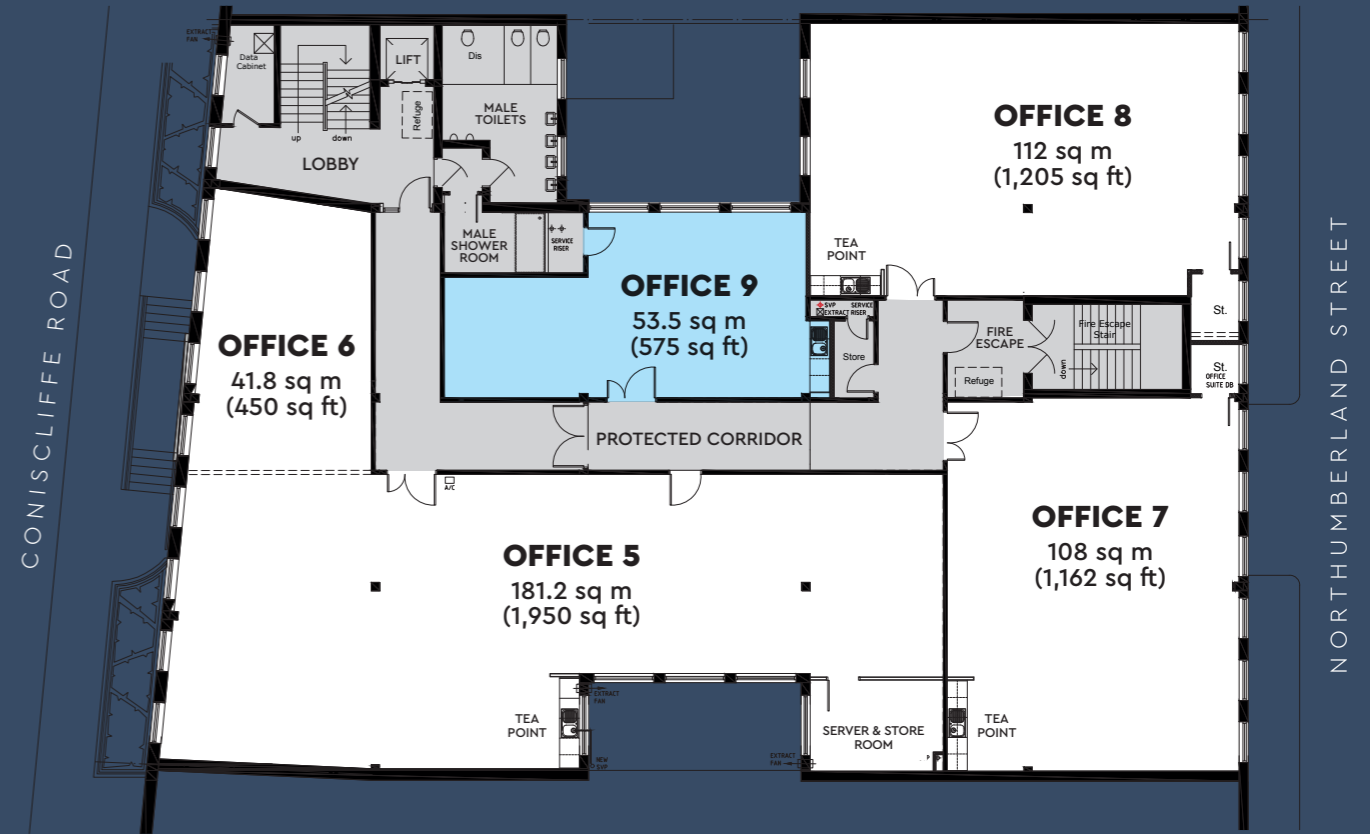 EXTRACT
FAN
Data
Cabinet
up
down
LIFT
Refuge
LOBBY
Dis
MALE
TOILETS
MALE
SHOWER
ROOM
SERVICE
RISER
OFFICE 8
112 sq m
(1,205 sq ft)
TEA
POINT
OFFICE 9
53.5 sq m
(575 sq ft)
SVP
SERVICE
EXTRACT RISER
Store
FIRE
ESCAPE
Refuge
Fire Escape
Stair
down
St.
St.
OFFICE
SUITE DB
OFFICE 6
41.8 sq m
(450 sq ft)
PROTECTED CORRIDOR
A/C
OFFICE 5
181.2 sq m
(1,950 sq ft)
OFFICE 7
108 sq m
(1,162 sq ft)
EXTRACT
FAN
TEA
POINT
NEW
SVP
EXTRACT
FAN
SERVER & STORE
ROOM
TEA
POINT
CONISCLIFFE ROAD
NORTHUMBERLAND STREET